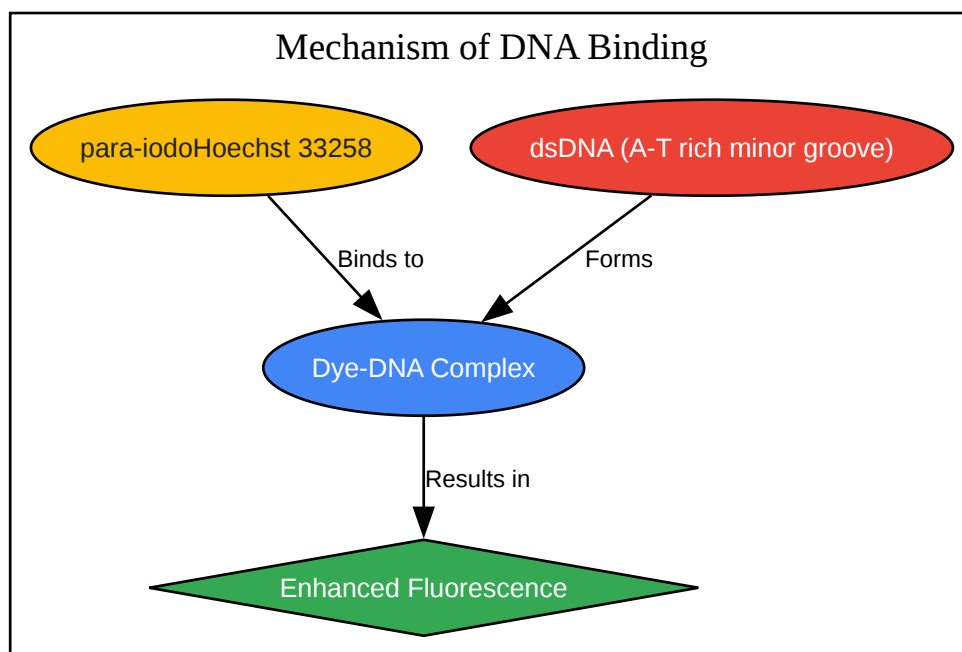 Mechanism of DNA Binding
para-iodoHoechst 33258
dsDNA (A-T rich minor groove)
Binds to
Forms
Dye-DNA Complex
Results in
Enhanced Fluorescence